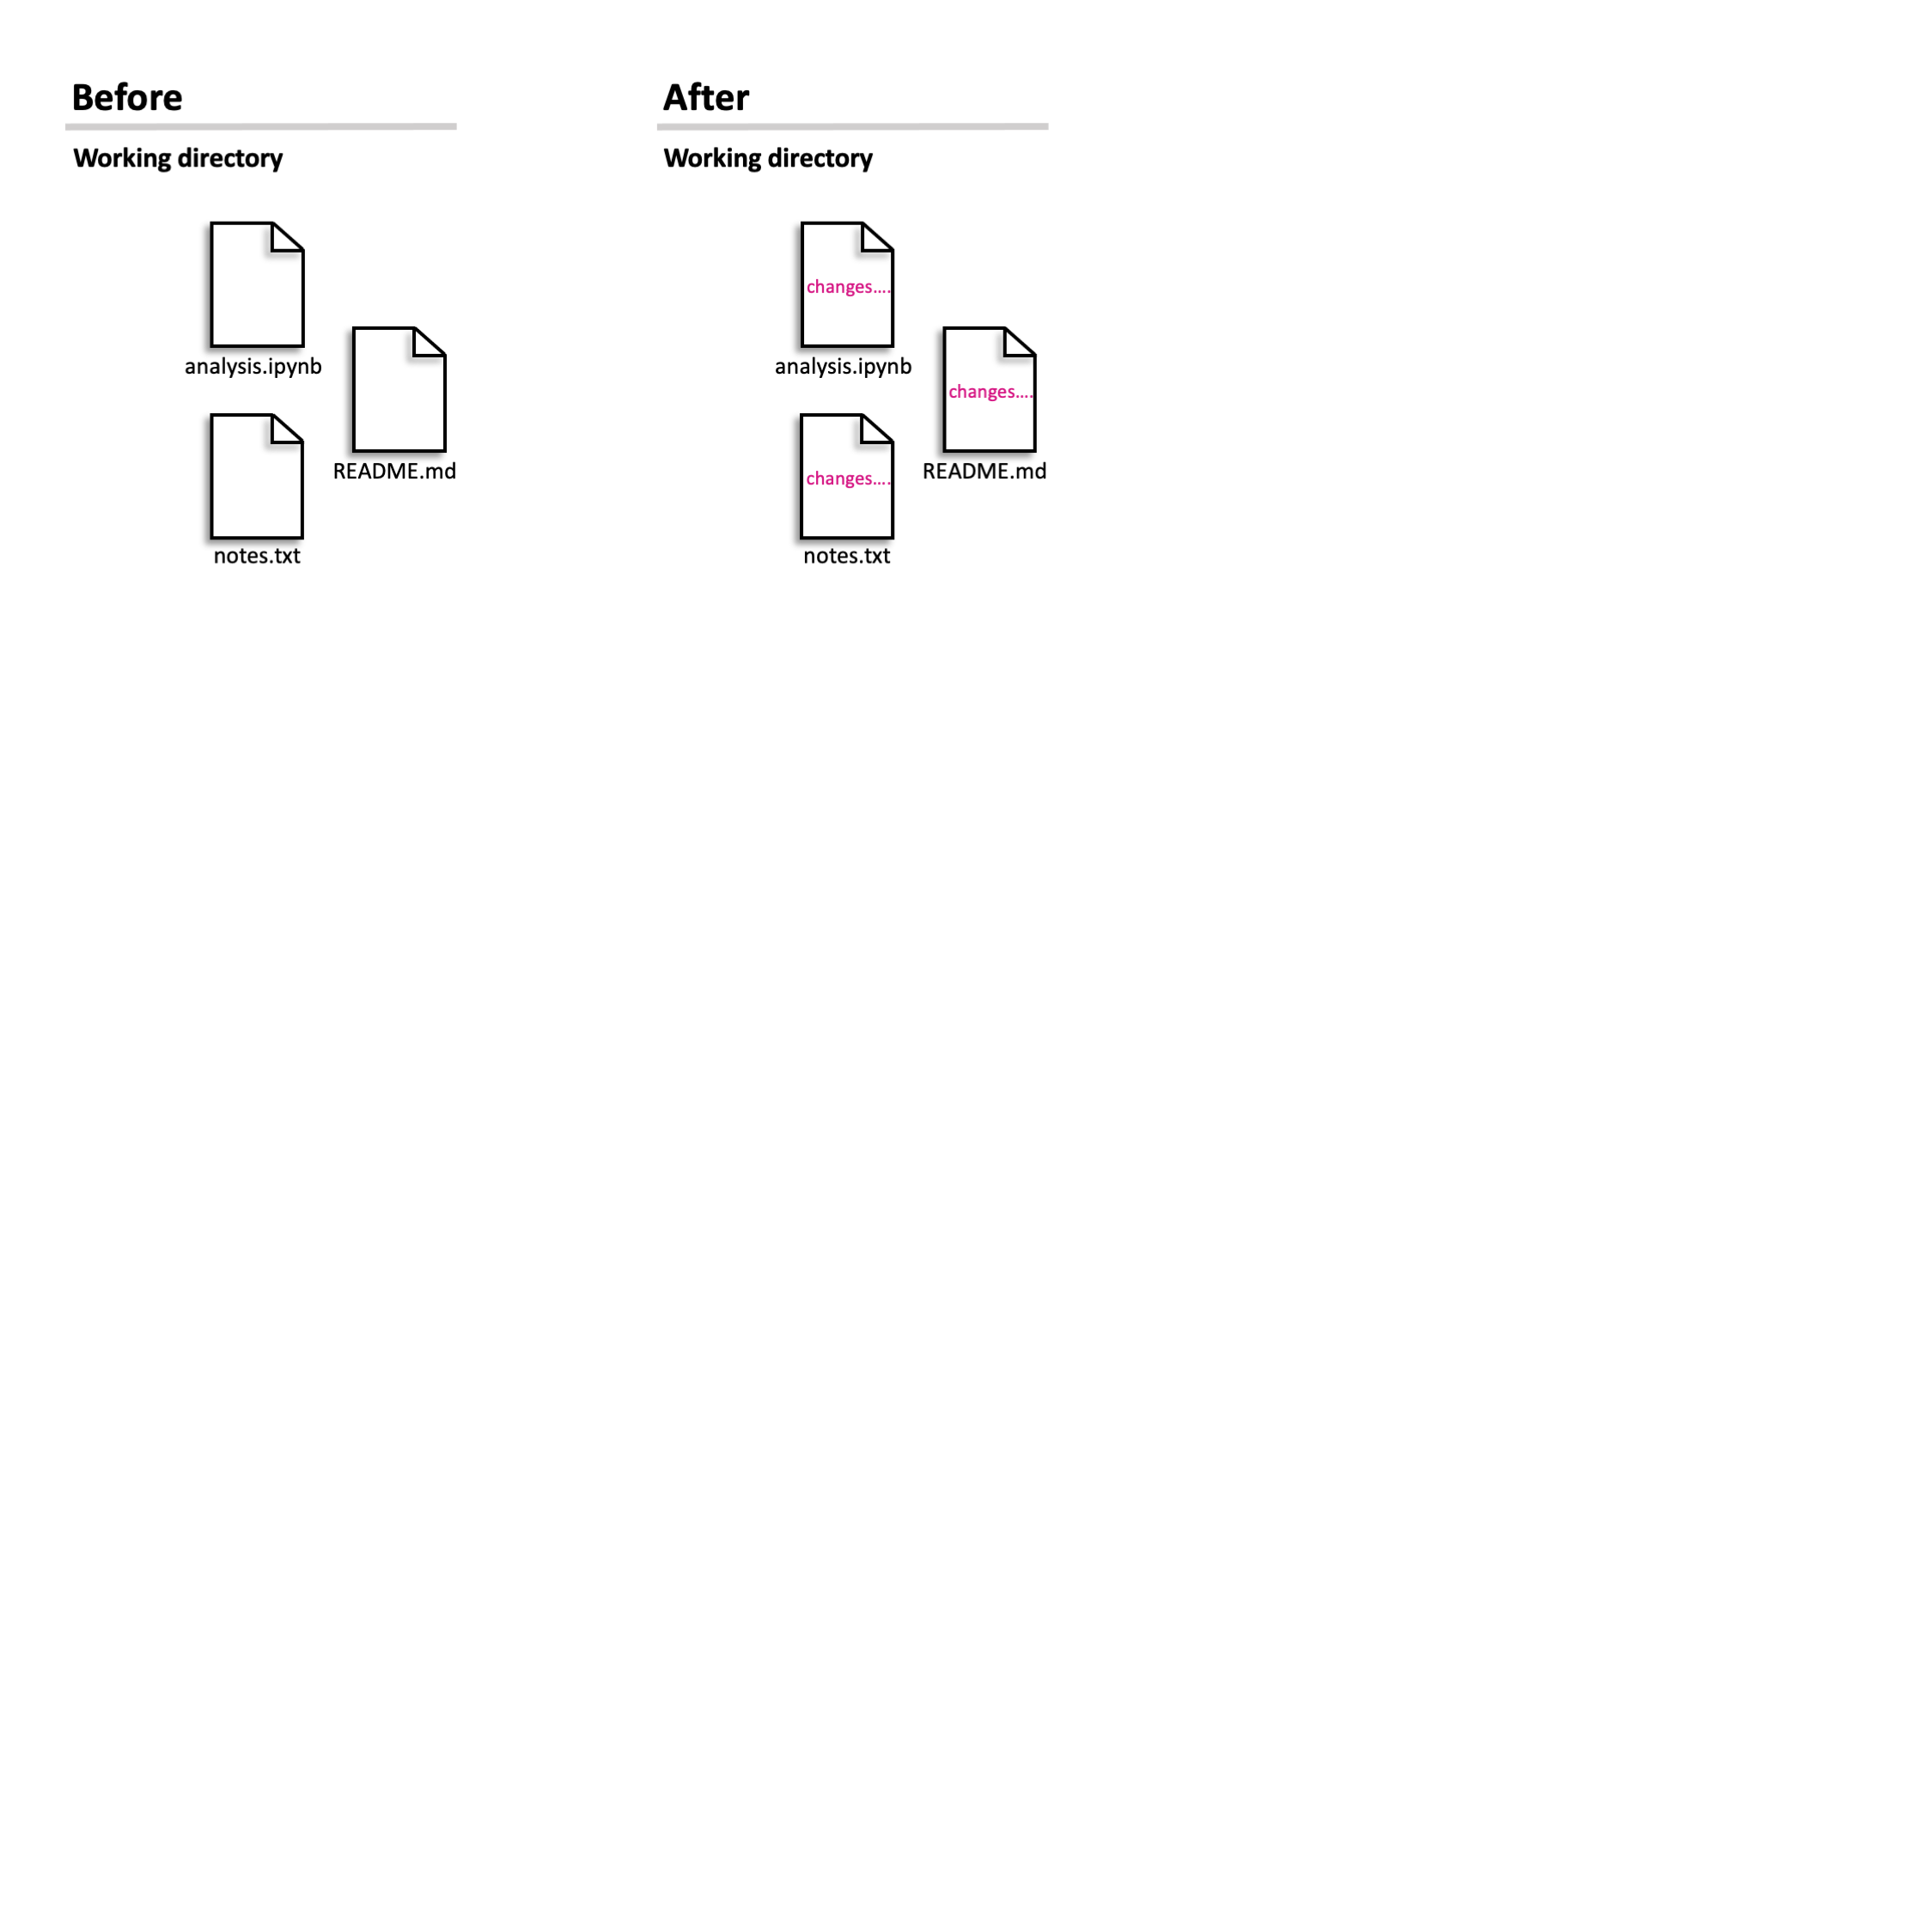 Before
Working directory
analysis.ipynb
README.md
notes.txt
After
Working directory
changes....
analysis.ipynb
changes....
README.md
changes....
notes.txt